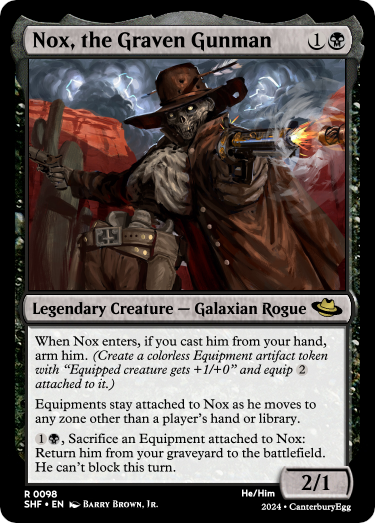 Nox, the Graven Gunman 1
Legendary Creature — Galaxian Rogue
When Nox enters, if you cast him from your hand,
arm him. (Create a colorless Equipment artifact token
with “Equipped creature gets +1/+0” and equip 2
attached to it.)
Equipments stay attached to Nox as he moves to
any zone other than a player’s hand or library.
1 , Sacrifice an Equipment attached to Nox:
Return him from your graveyard to the battlefield.
He can’t block this turn.
2/1
R 0098
He/Him
SHF • EN Barry Brown, Jr.
2024 • CanterburyEgg